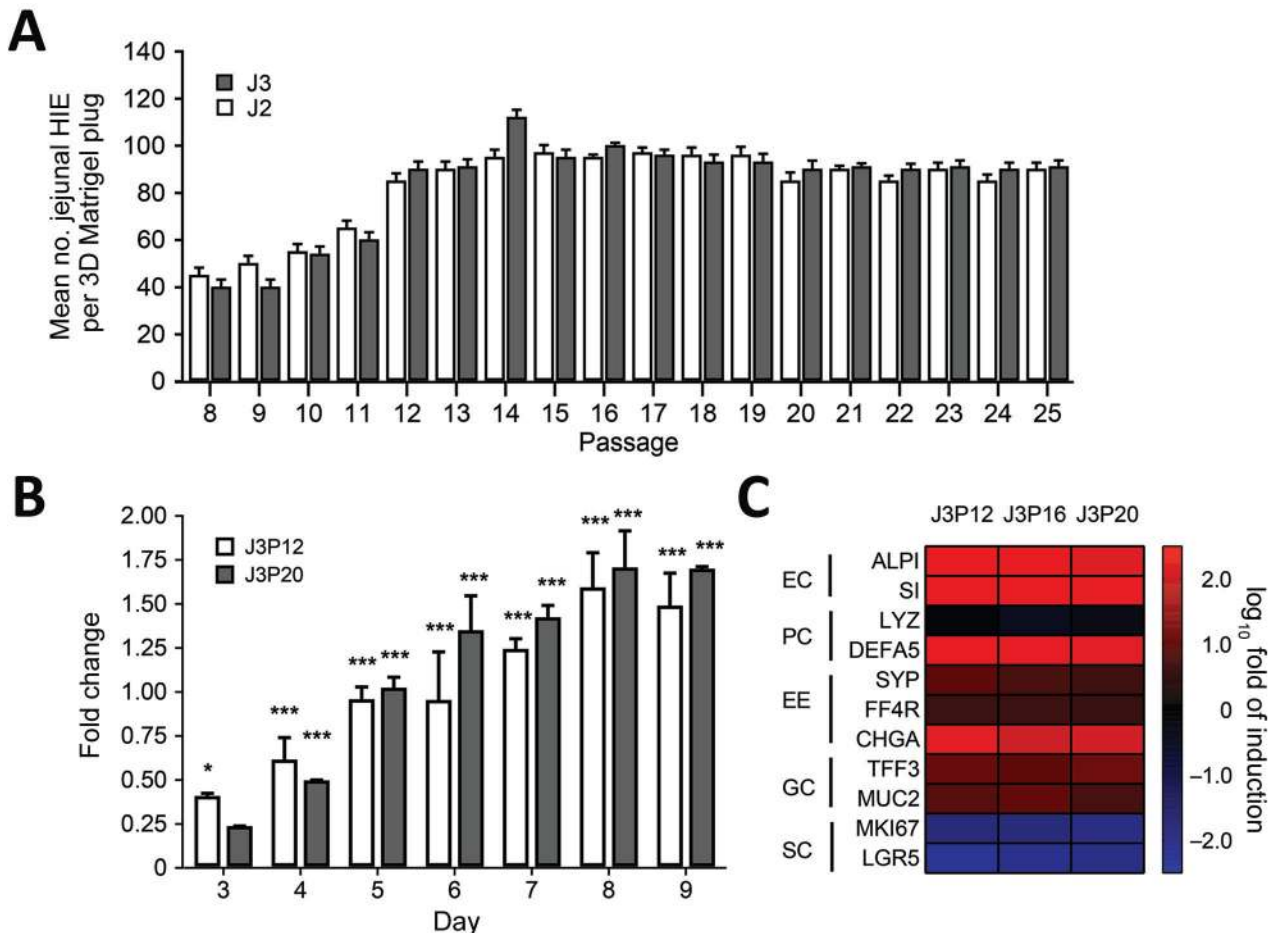 A
Mean no. jejunal HIE
per 3D Matrigel plug
140
120
100
80
60
40
20
0
J3
J2
8 9 10 11 12 13 14 15 16 17 18 19 20 21 22 23 24 25
Passage
B
Fold change
2.00
1.75
1.50
1.25
1.00
0.75
0.50
0.25
0
J3P12
J3P20
* *** *** *** *** *** *** *** *** *** *** *** ***
3 4 5 6 7 8 9
Day
C
J3P12 J3P16 J3P20
EC
ALPI
SI
PC
LYZ
DEFA5
EE
SYP
FF4R
CHGA
GC
TFF3
MUC2
SC
MKI67
LGR5
2.0
1.0
0
–1.0
–2.0
log10 fold of induction